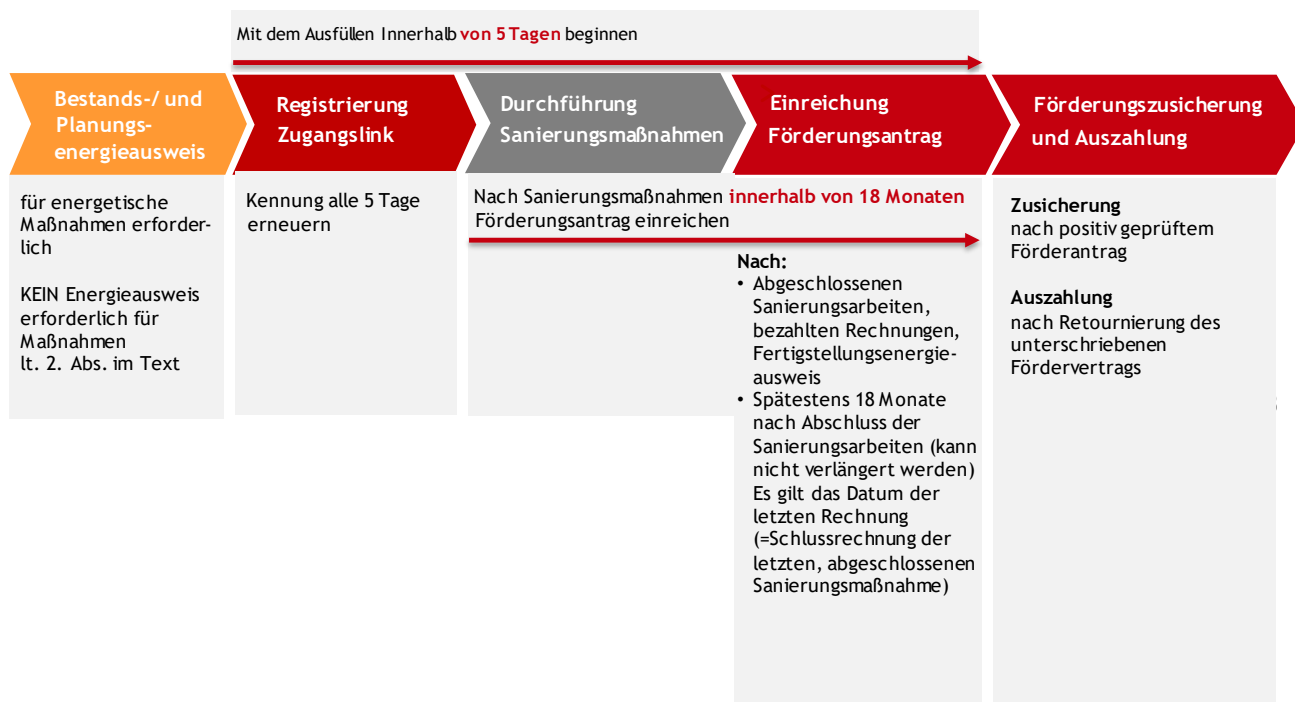 Mit dem Ausfüllen Innerhalb von 5 Tagen beginnen
Bestands-/ und
Planungs-
energieausweis
Registrierung
Zugangslink
Durchführung
Sanierungsmaßnahmen
Einreichung
Förderungsantrag
Förderungszusicherung
und Auszahlung
für energetische
Maßnahmen erforder-
lich
KEIN Energieausweis
erforderlich für
Maßnahmen
lt. 2. Abs. im Text
Kennung alle 5 Tage
erneuern
Nach Sanierungsmaßnahmen innerhalb von 18 Monaten
Förderungsantrag einreichen
Nach:
• Abgeschlossenen
Sanierungsarbeiten,
bezahlten Rechnungen,
Fertigstellungsenergie-
ausweis
• Spätestens 18 Monate
nach Abschluss der
Sanierungsarbeiten (kann
nicht verlängert werden)
Es gilt das Datum der
letzten Rechnung
(=Schlussrechnung der
letzten, abgeschlossenen
Sanierungsmaßnahme)
Zusicherung
nach positiv geprüftem
Förderantrag
Auszahlung
nach Retournierung des
unterschriebenen
Fördervertrags